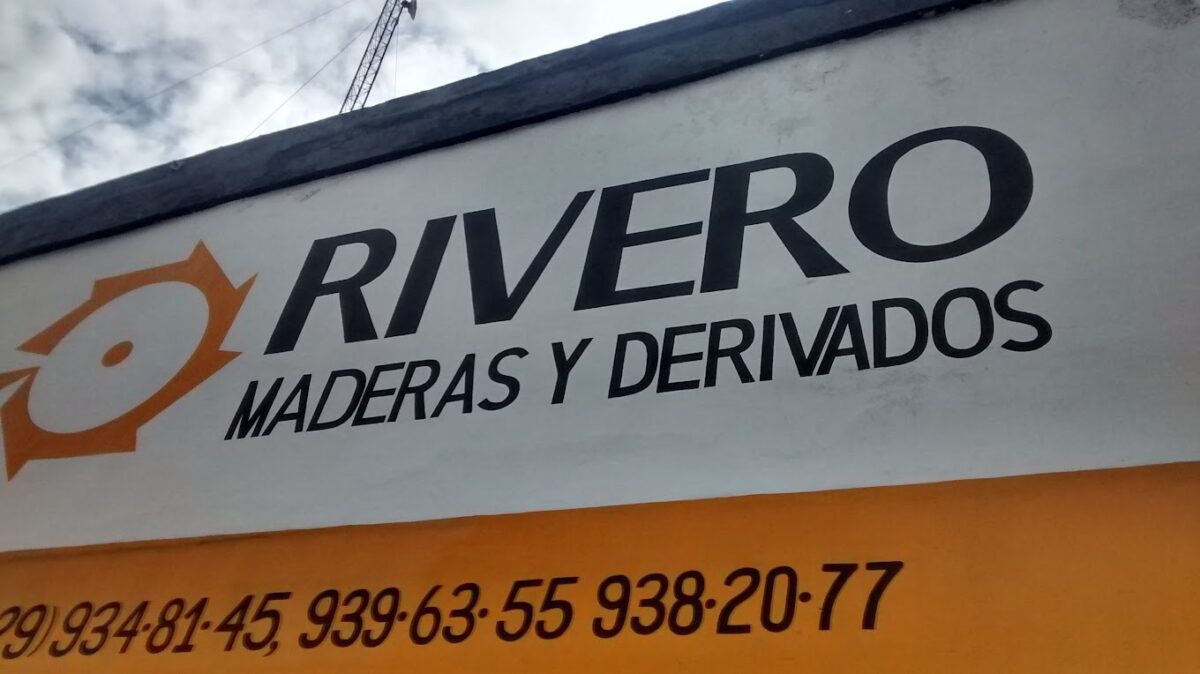 RIVERO
MADERAS Y DERIVADOS
29) 934·81·45, 939·63·55 938·20·77